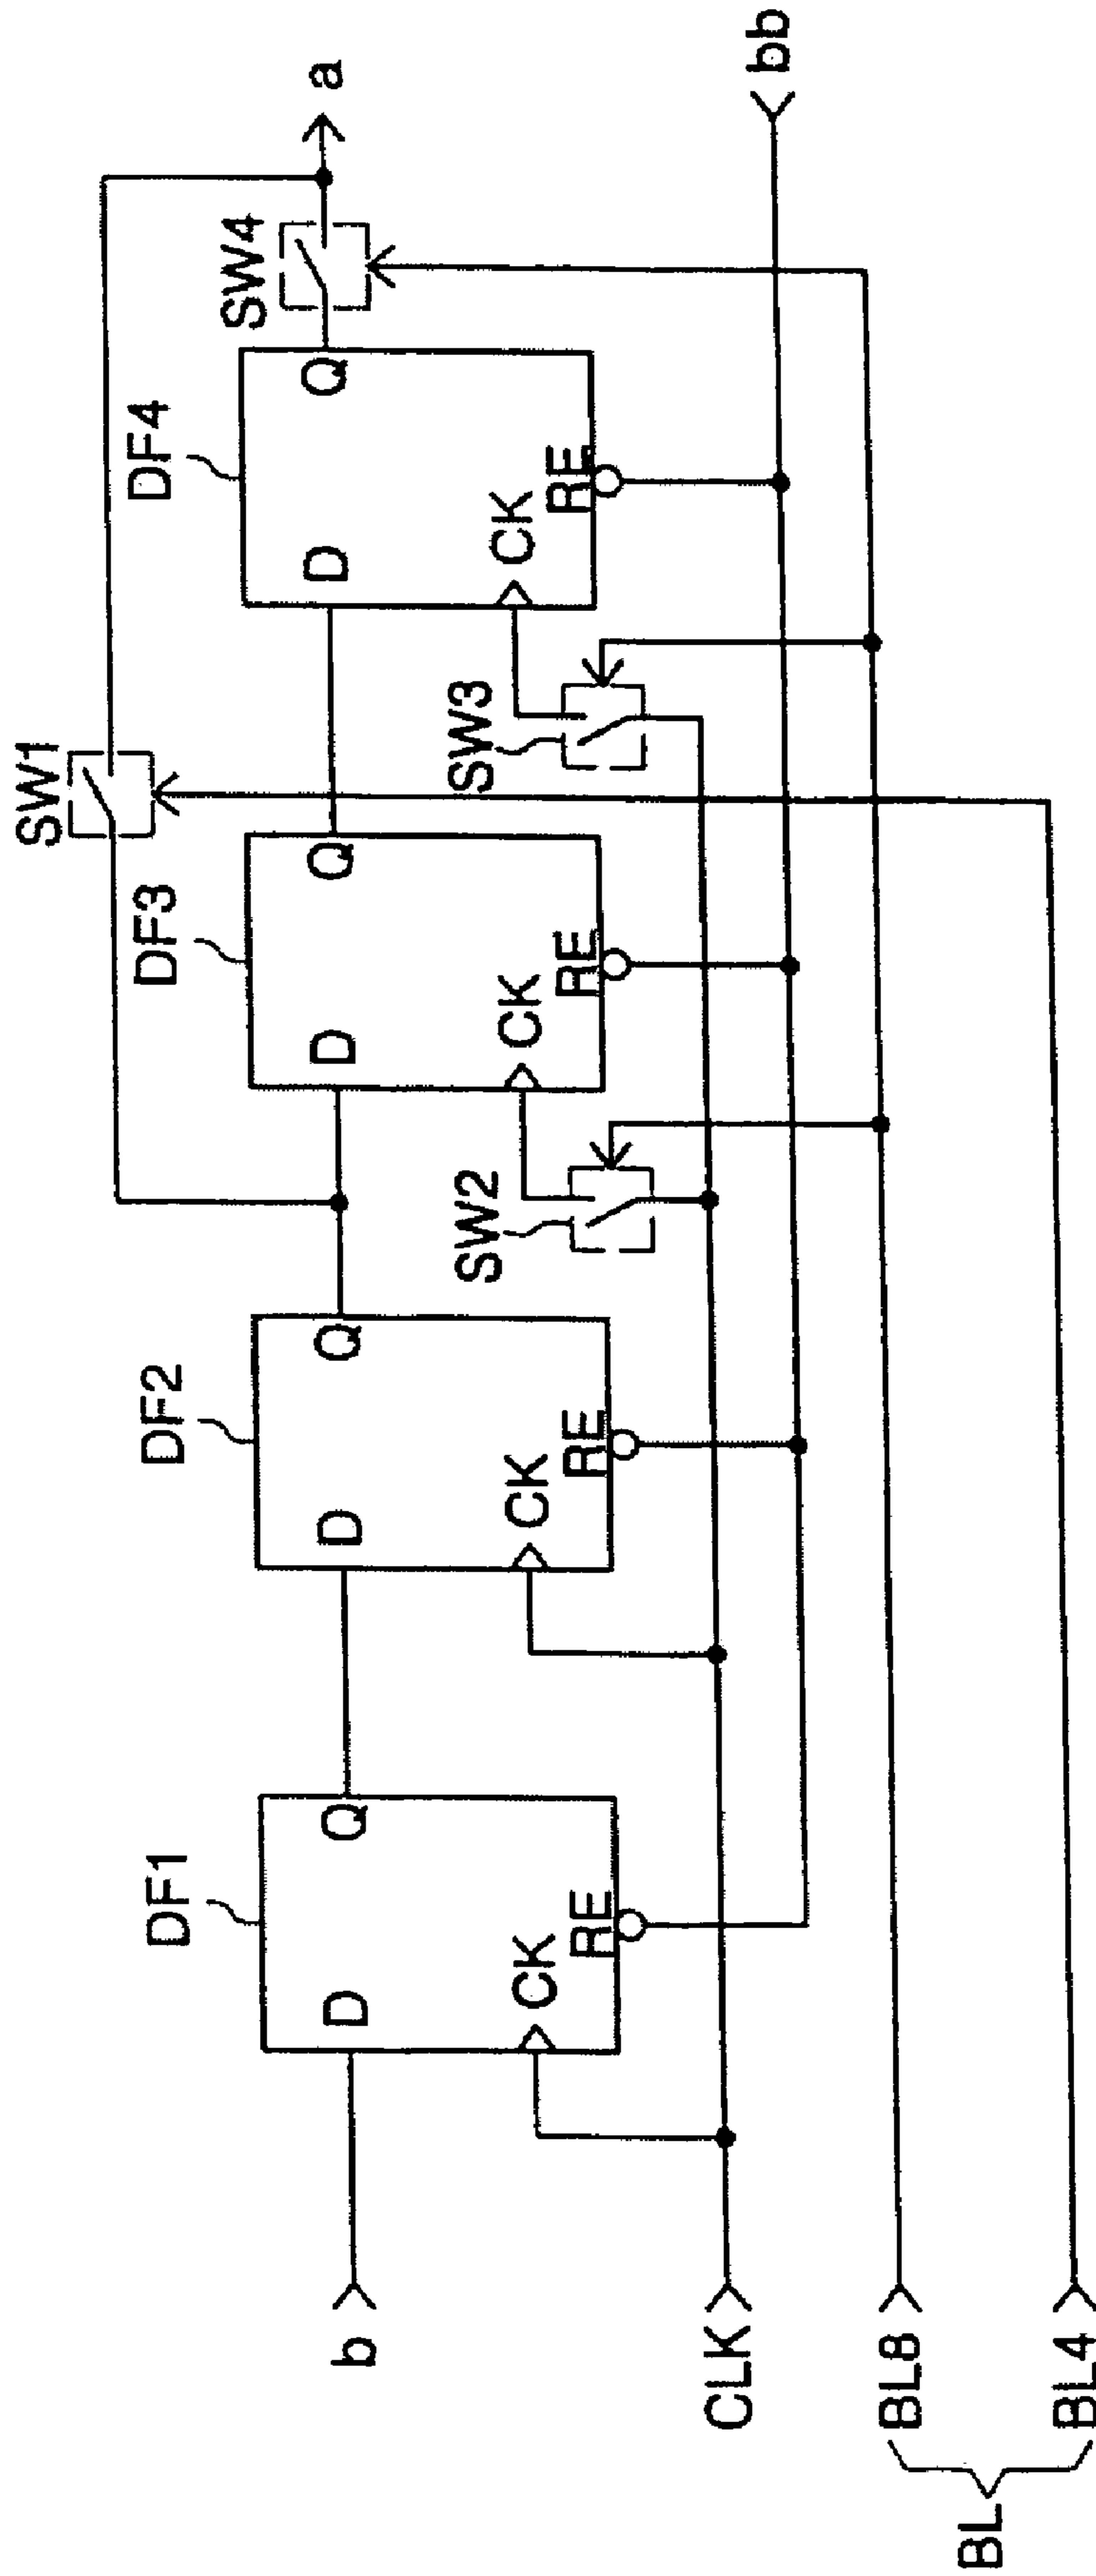 SW1
DF1
DF2
DF3
DF4
SW4
b
D
Q
D
Q
D
Q
D
Q
a
CK
RE
CK
RE
CK
RE
CK
RE
SW2
SW3
CLK
bb
BL
BL8
BL4